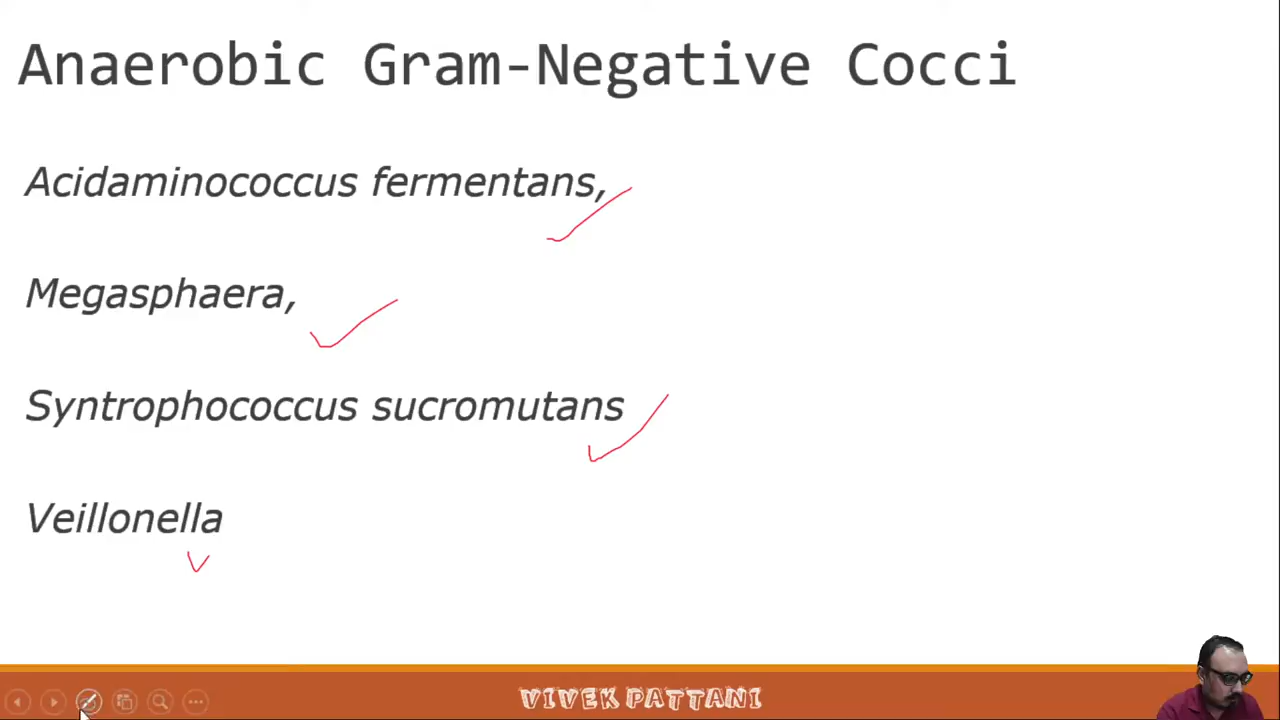 Anaerobic Gram-Negative Cocci
Acidaminococcus fermentans,
Megasphaera,
Syntrophococcus sucromutans
Veillonella
VIVEK PATTANI